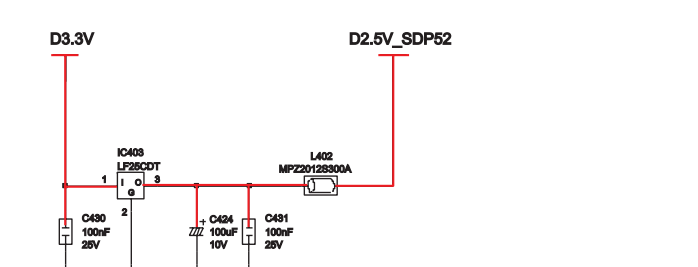 D3.3V
D2.5V_SDP52
IC403
LF25CDT
L402
MPZ2012S300A
1
I
O
3
G
2
C430
100nF
25V
+
C424
100uF
10V
C431
100nF
25V